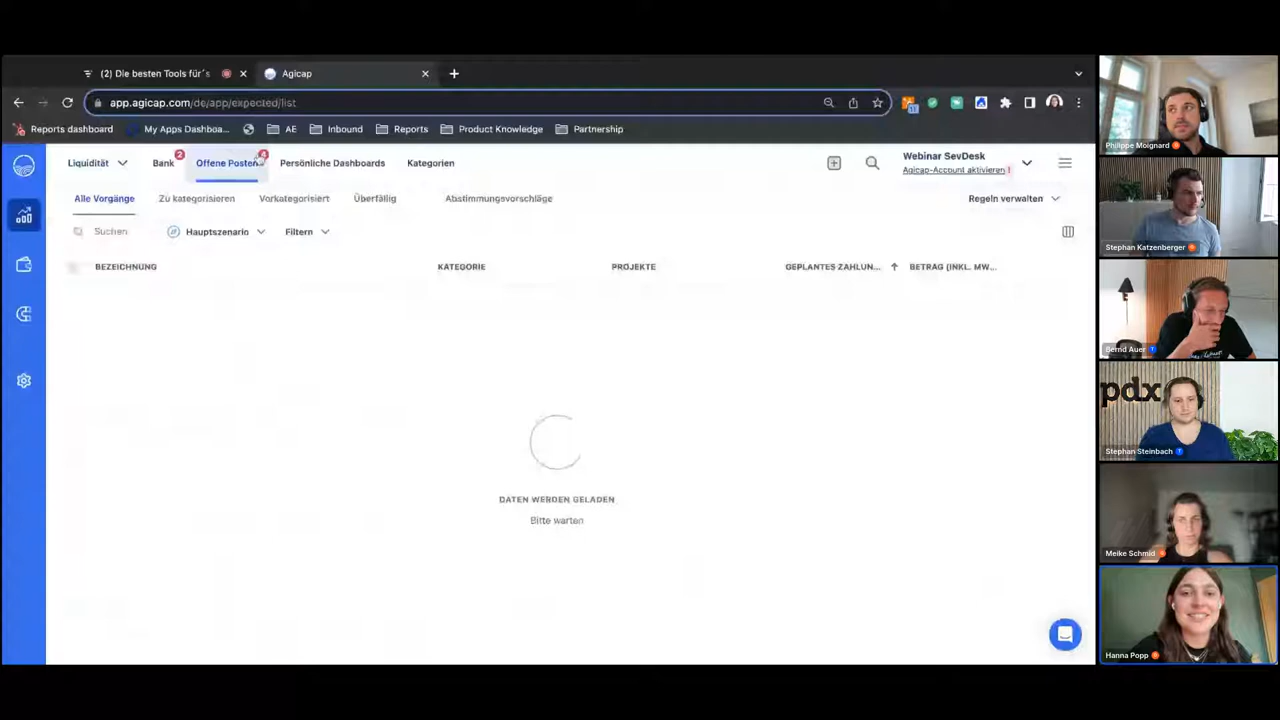 (2) Die besten Tools für´s
Agicap
app.agicap.com/de/app/expected/list
Reports dashboard
My Apps Dashboa...
AE
Inbound
Reports
Product Knowledge
Partnership
Liquidität
Bank
2
Offene Posten
4
Persönliche Dashboards
Kategorien
Webinar SevDesk
Agicap-Account aktivieren !
Alle Vorgänge
Zu kategorisieren
Vorkategorisiert
Überfällig
Abstimmungsvorschläge
Regeln verwalten
Suchen
Hauptszenario
Filtern
BEZEICHNUNG
KATEGORIE
PROJEKTE
GEPLANTES ZAHLUN...
BETRAG (INKL. MW...
DATEN WERDEN GELADEN
Bitte warten
Philippe Moignard
Stephan Katzenberger
Bernd Auer
pdx
Stephan Steinbach
Meike Schmid
Hanna Popp